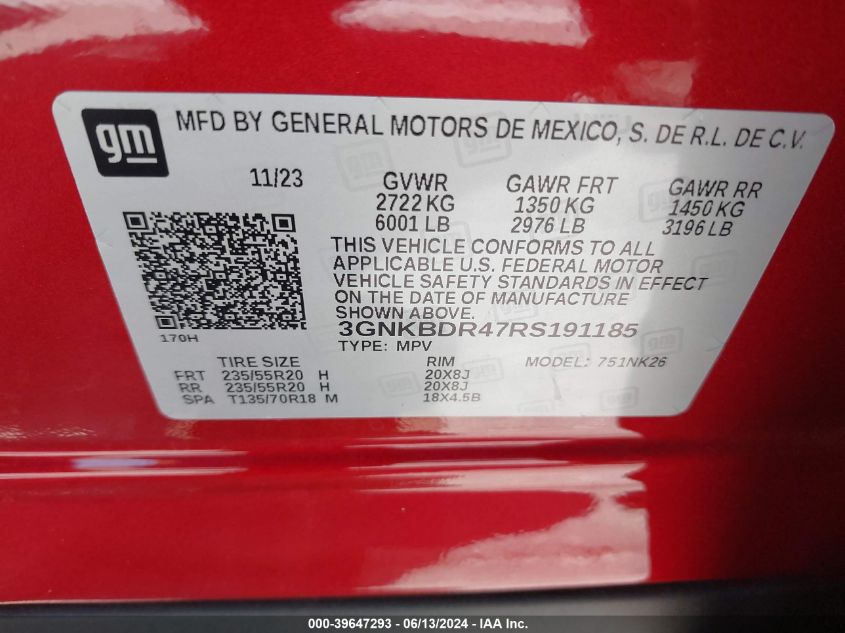 gm
MFD BY GENERAL MOTORS DE MEXICO, S. DE R.L. DE C.V.
11/23 GVWR GAWR FRT GAWR RR
2722 KG 1350 KG 1450 KG
6001 LB 2976 LB 3196 LB
THIS VEHICLE CONFORMS TO ALL
APPLICABLE U.S. FEDERAL MOTOR
VEHICLE SAFETY STANDARDS IN EFFECT
ON THE DATE OF MANUFACTURE
SHOWN ABOVE.
3GNKBDR47RS191185
170H
TYPE: MPV MODEL: 751NK26
TIRE SIZE RIM
FRT 235/55R20 H 20X8J
RR 235/55R20 H 20X8J
SPA T135/70R18 M 18X4.5B
000-39647293 - 06/13/2024 - IAA Inc.